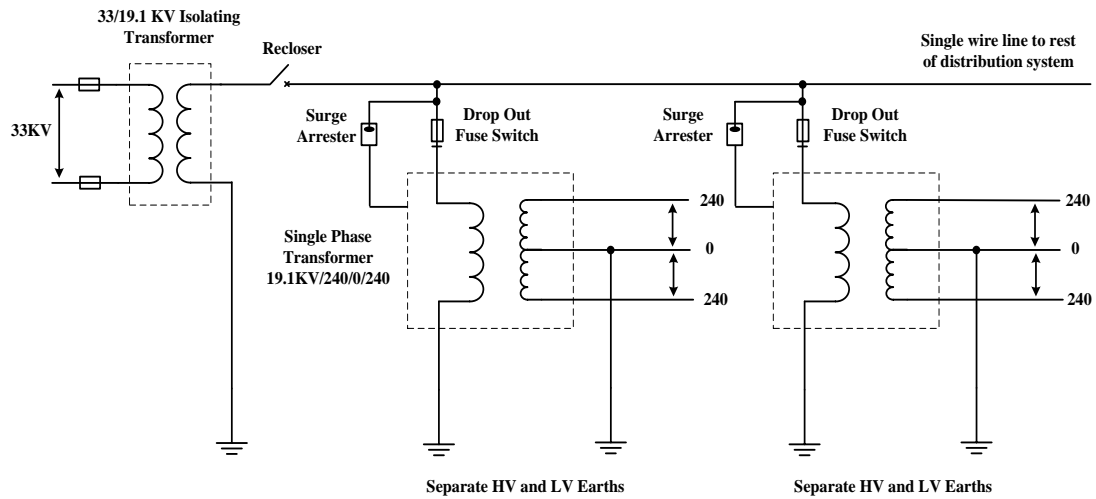 33/19.1 KV Isolating
Transformer
Recloser
Single wire line to rest
of distribution system
33KV
Surge
Arrester
Drop Out
Fuse Switch
Surge
Arrester
Drop Out
Fuse Switch
Single Phase
Transformer
19.1KV/240/0/240
240
0
240
240
0
240
Separate HV and LV Earths
Separate HV and LV Earths